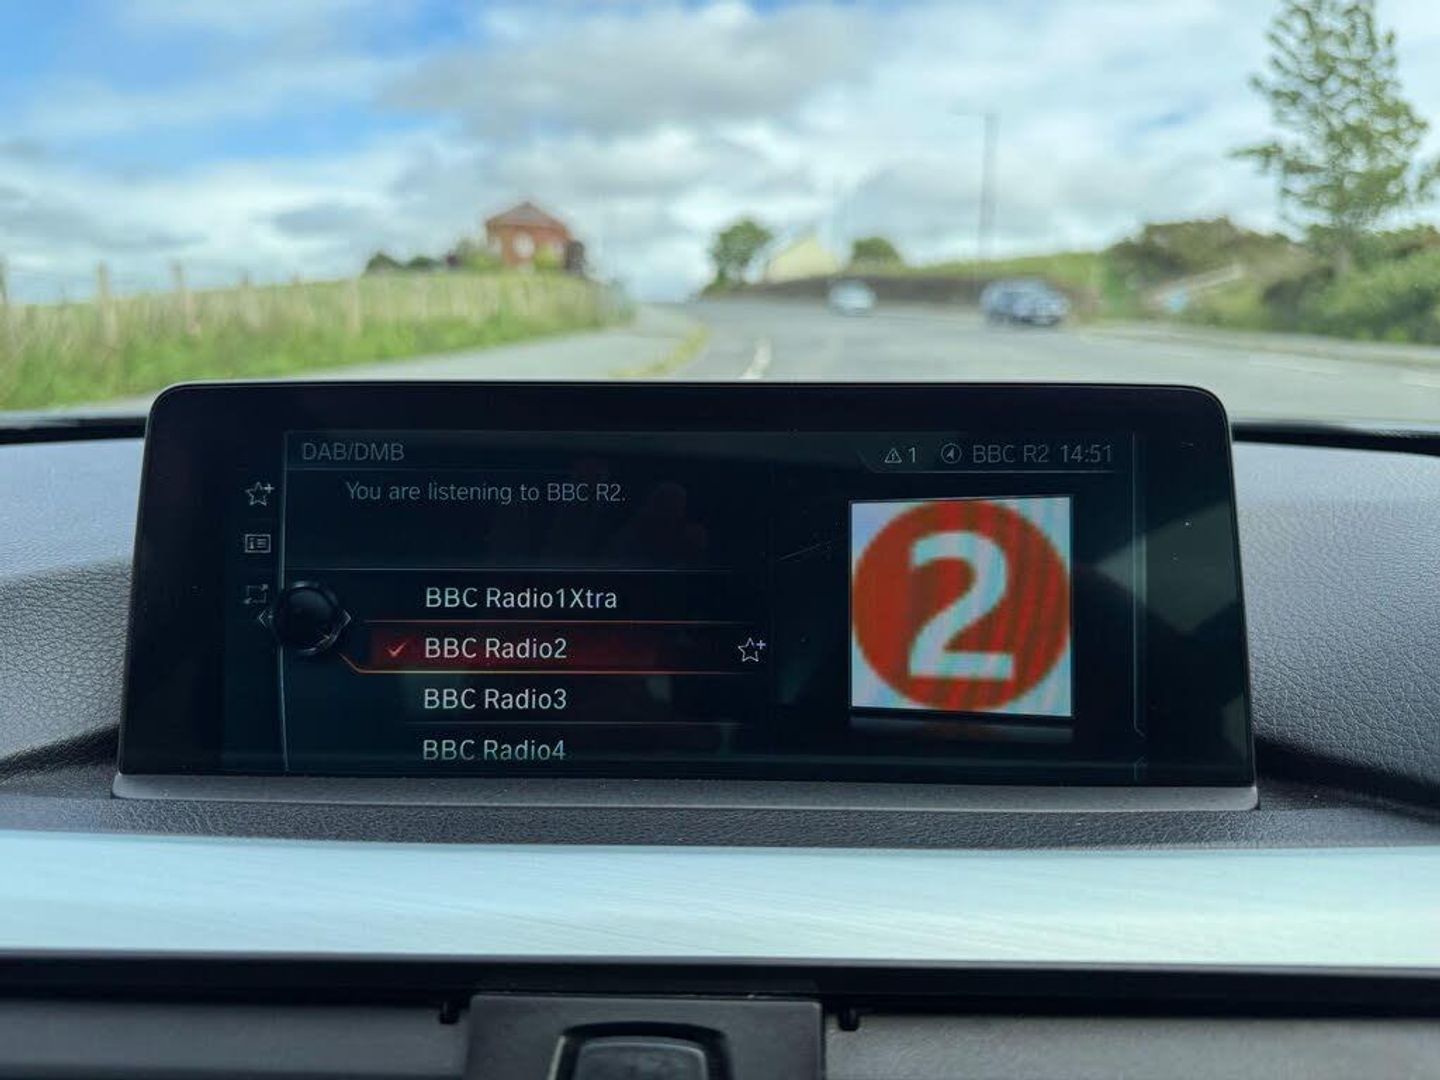 DAB/DMB
1 BBC R2 14:51
You are listening to BBC R2.
BBC Radio1Xtra
BBC Radio2
BBC Radio3
BBC Radio4
2